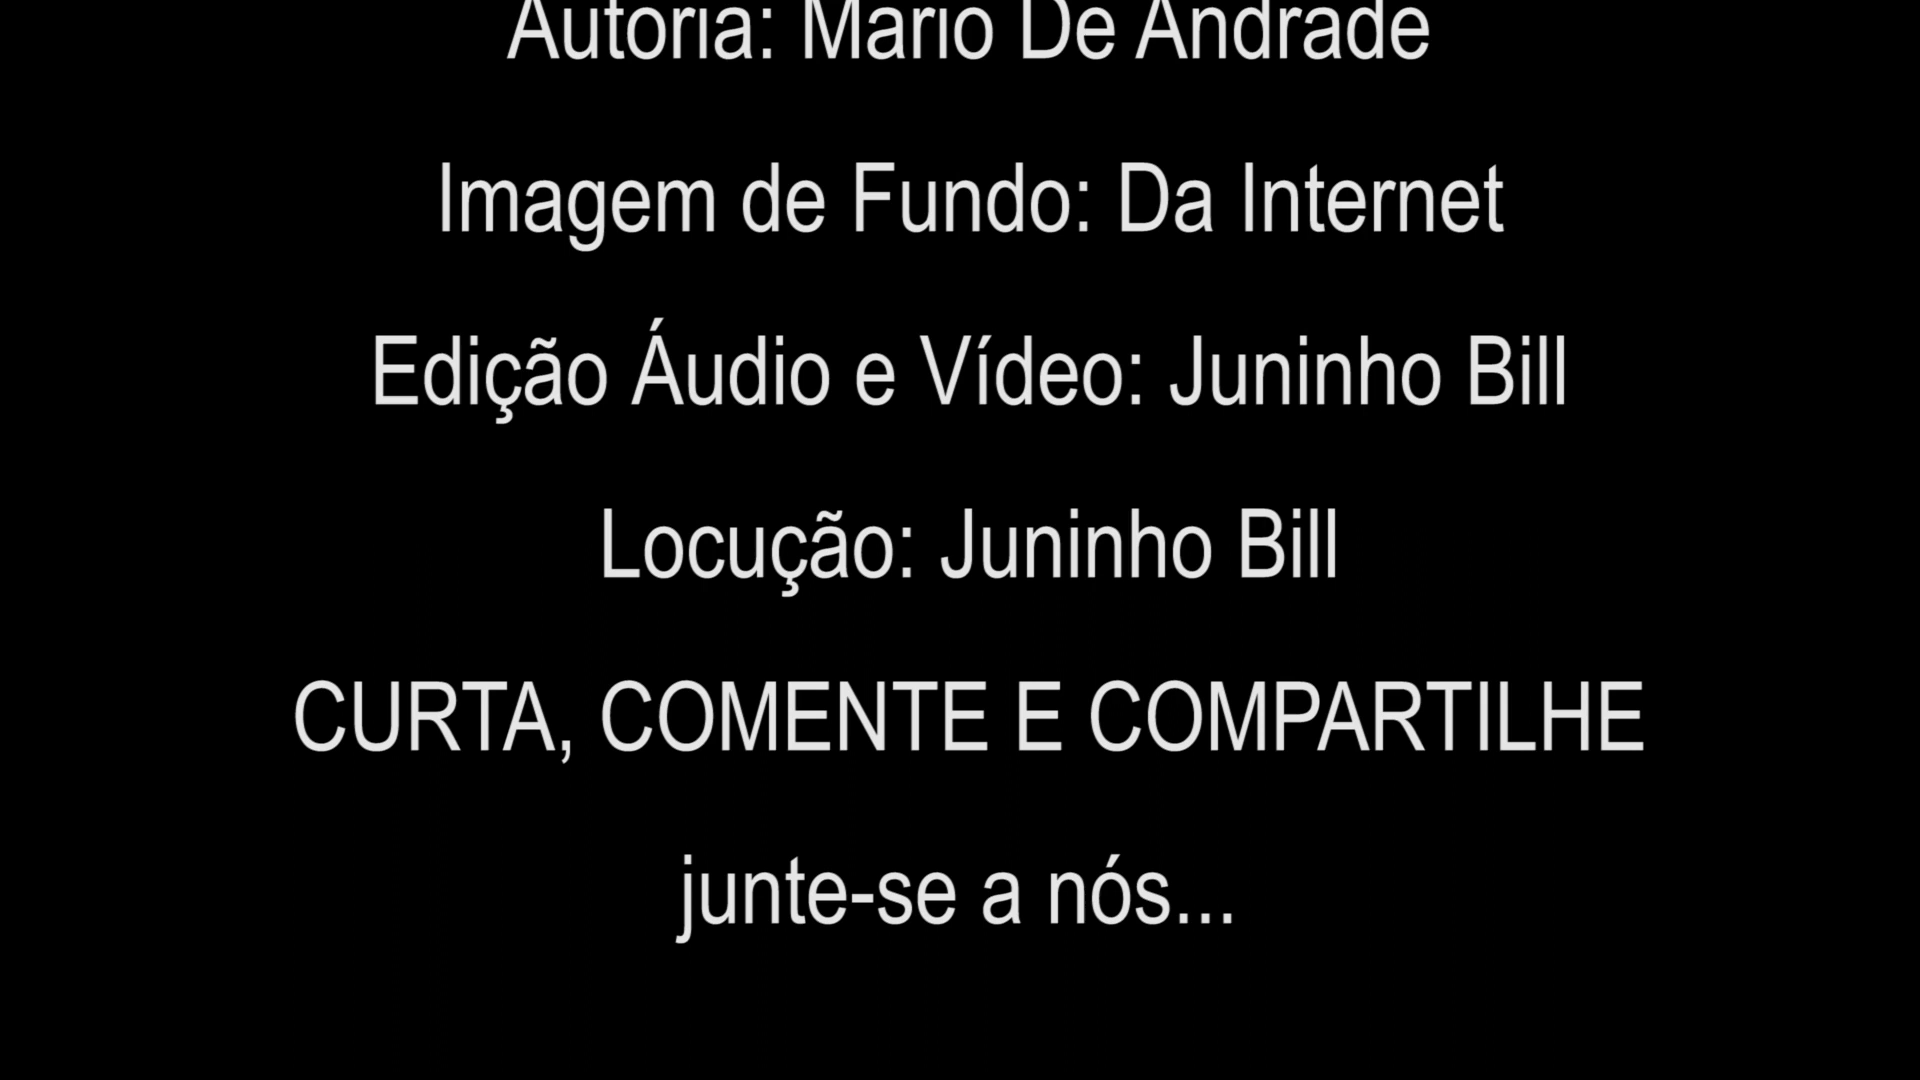 Autoria: Mario De Andrade
Imagem de Fundo: Da Internet
Edição Áudio e Vídeo: Juninho Bill
Locução: Juninho Bill
CURTA, COMENTE E COMPARTILHE
junte-se a nós...